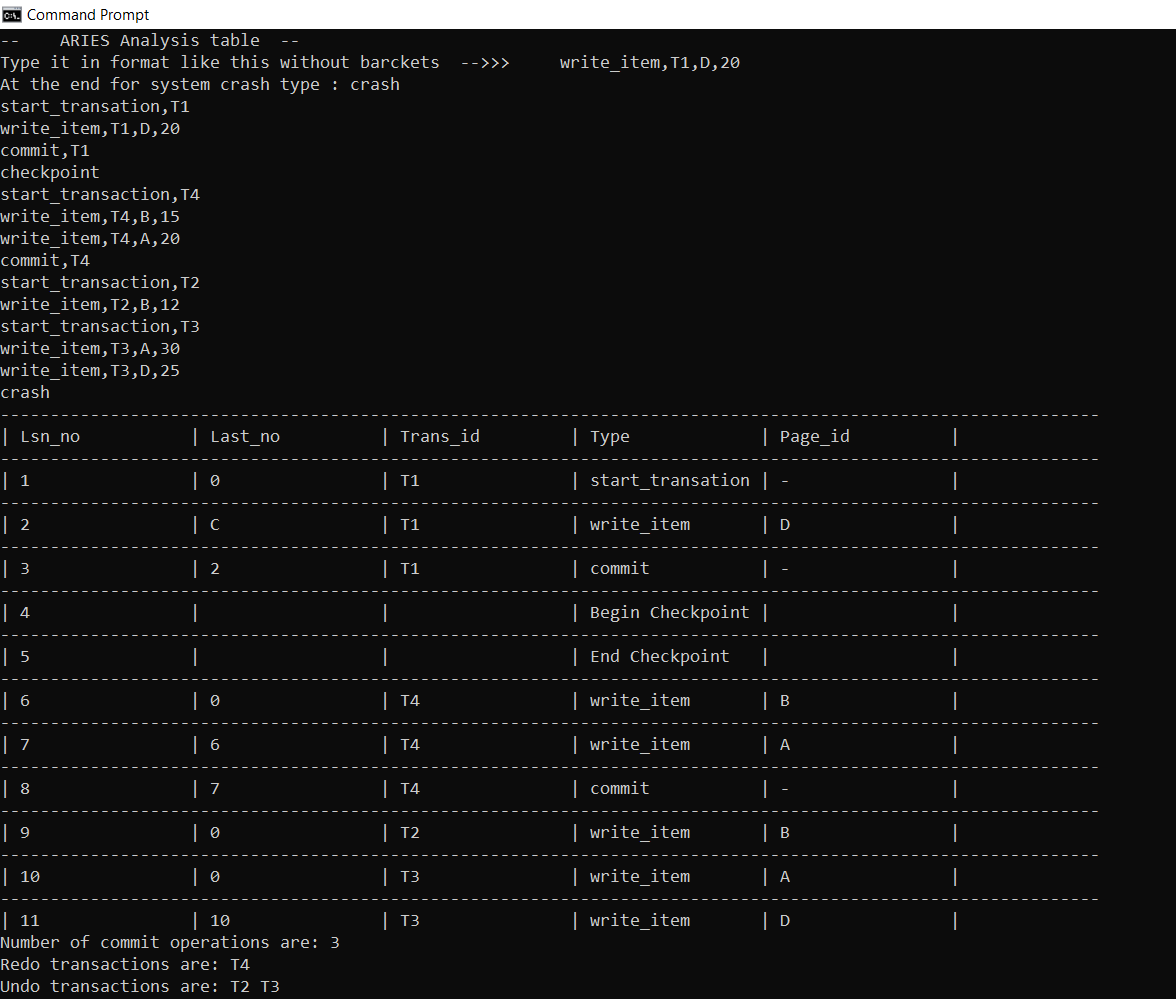 Command Prompt
--    ARIES Analysis table  --
Type it in format like this without barckets  -->>>     write_item,T1,D,20
At the end for system crash type : crash
start_transation,T1
write_item,T1,D,20
commit,T1
checkpoint
start_transaction,T4
write_item,T4,B,15
write_item,T4,A,20
commit,T4
start_transaction,T2
write_item,T2,B,12
start_transaction,T3
write_item,T3,A,30
write_item,T3,D,25
crash
--------------------------------------------------------------------------------------------------------------
| Lsn_no           | Last_no          | Trans_id         | Type             | Page_id          |
--------------------------------------------------------------------------------------------------------------
| 1                | 0                | T1               | start_transation | -                |
--------------------------------------------------------------------------------------------------------------
| 2                | C                | T1               | write_item       | D                |
--------------------------------------------------------------------------------------------------------------
| 3                | 2                | T1               | commit           | -                |
--------------------------------------------------------------------------------------------------------------
| 4                |                  |                  | Begin Checkpoint |                  |
--------------------------------------------------------------------------------------------------------------
| 5                |                  |                  | End Checkpoint   |                  |
--------------------------------------------------------------------------------------------------------------
| 6                | 0                | T4               | write_item       | B                |
--------------------------------------------------------------------------------------------------------------
| 7                | 6                | T4               | write_item       | A                |
--------------------------------------------------------------------------------------------------------------
| 8                | 7                | T4               | commit           | -                |
--------------------------------------------------------------------------------------------------------------
| 9                | 0                | T2               | write_item       | B                |
--------------------------------------------------------------------------------------------------------------
| 10               | 0                | T3               | write_item       | A                |
--------------------------------------------------------------------------------------------------------------
| 11               | 10               | T3               | write_item       | D                |
Number of commit operations are: 3
Redo transactions are: T4
Undo transactions are: T2 T3